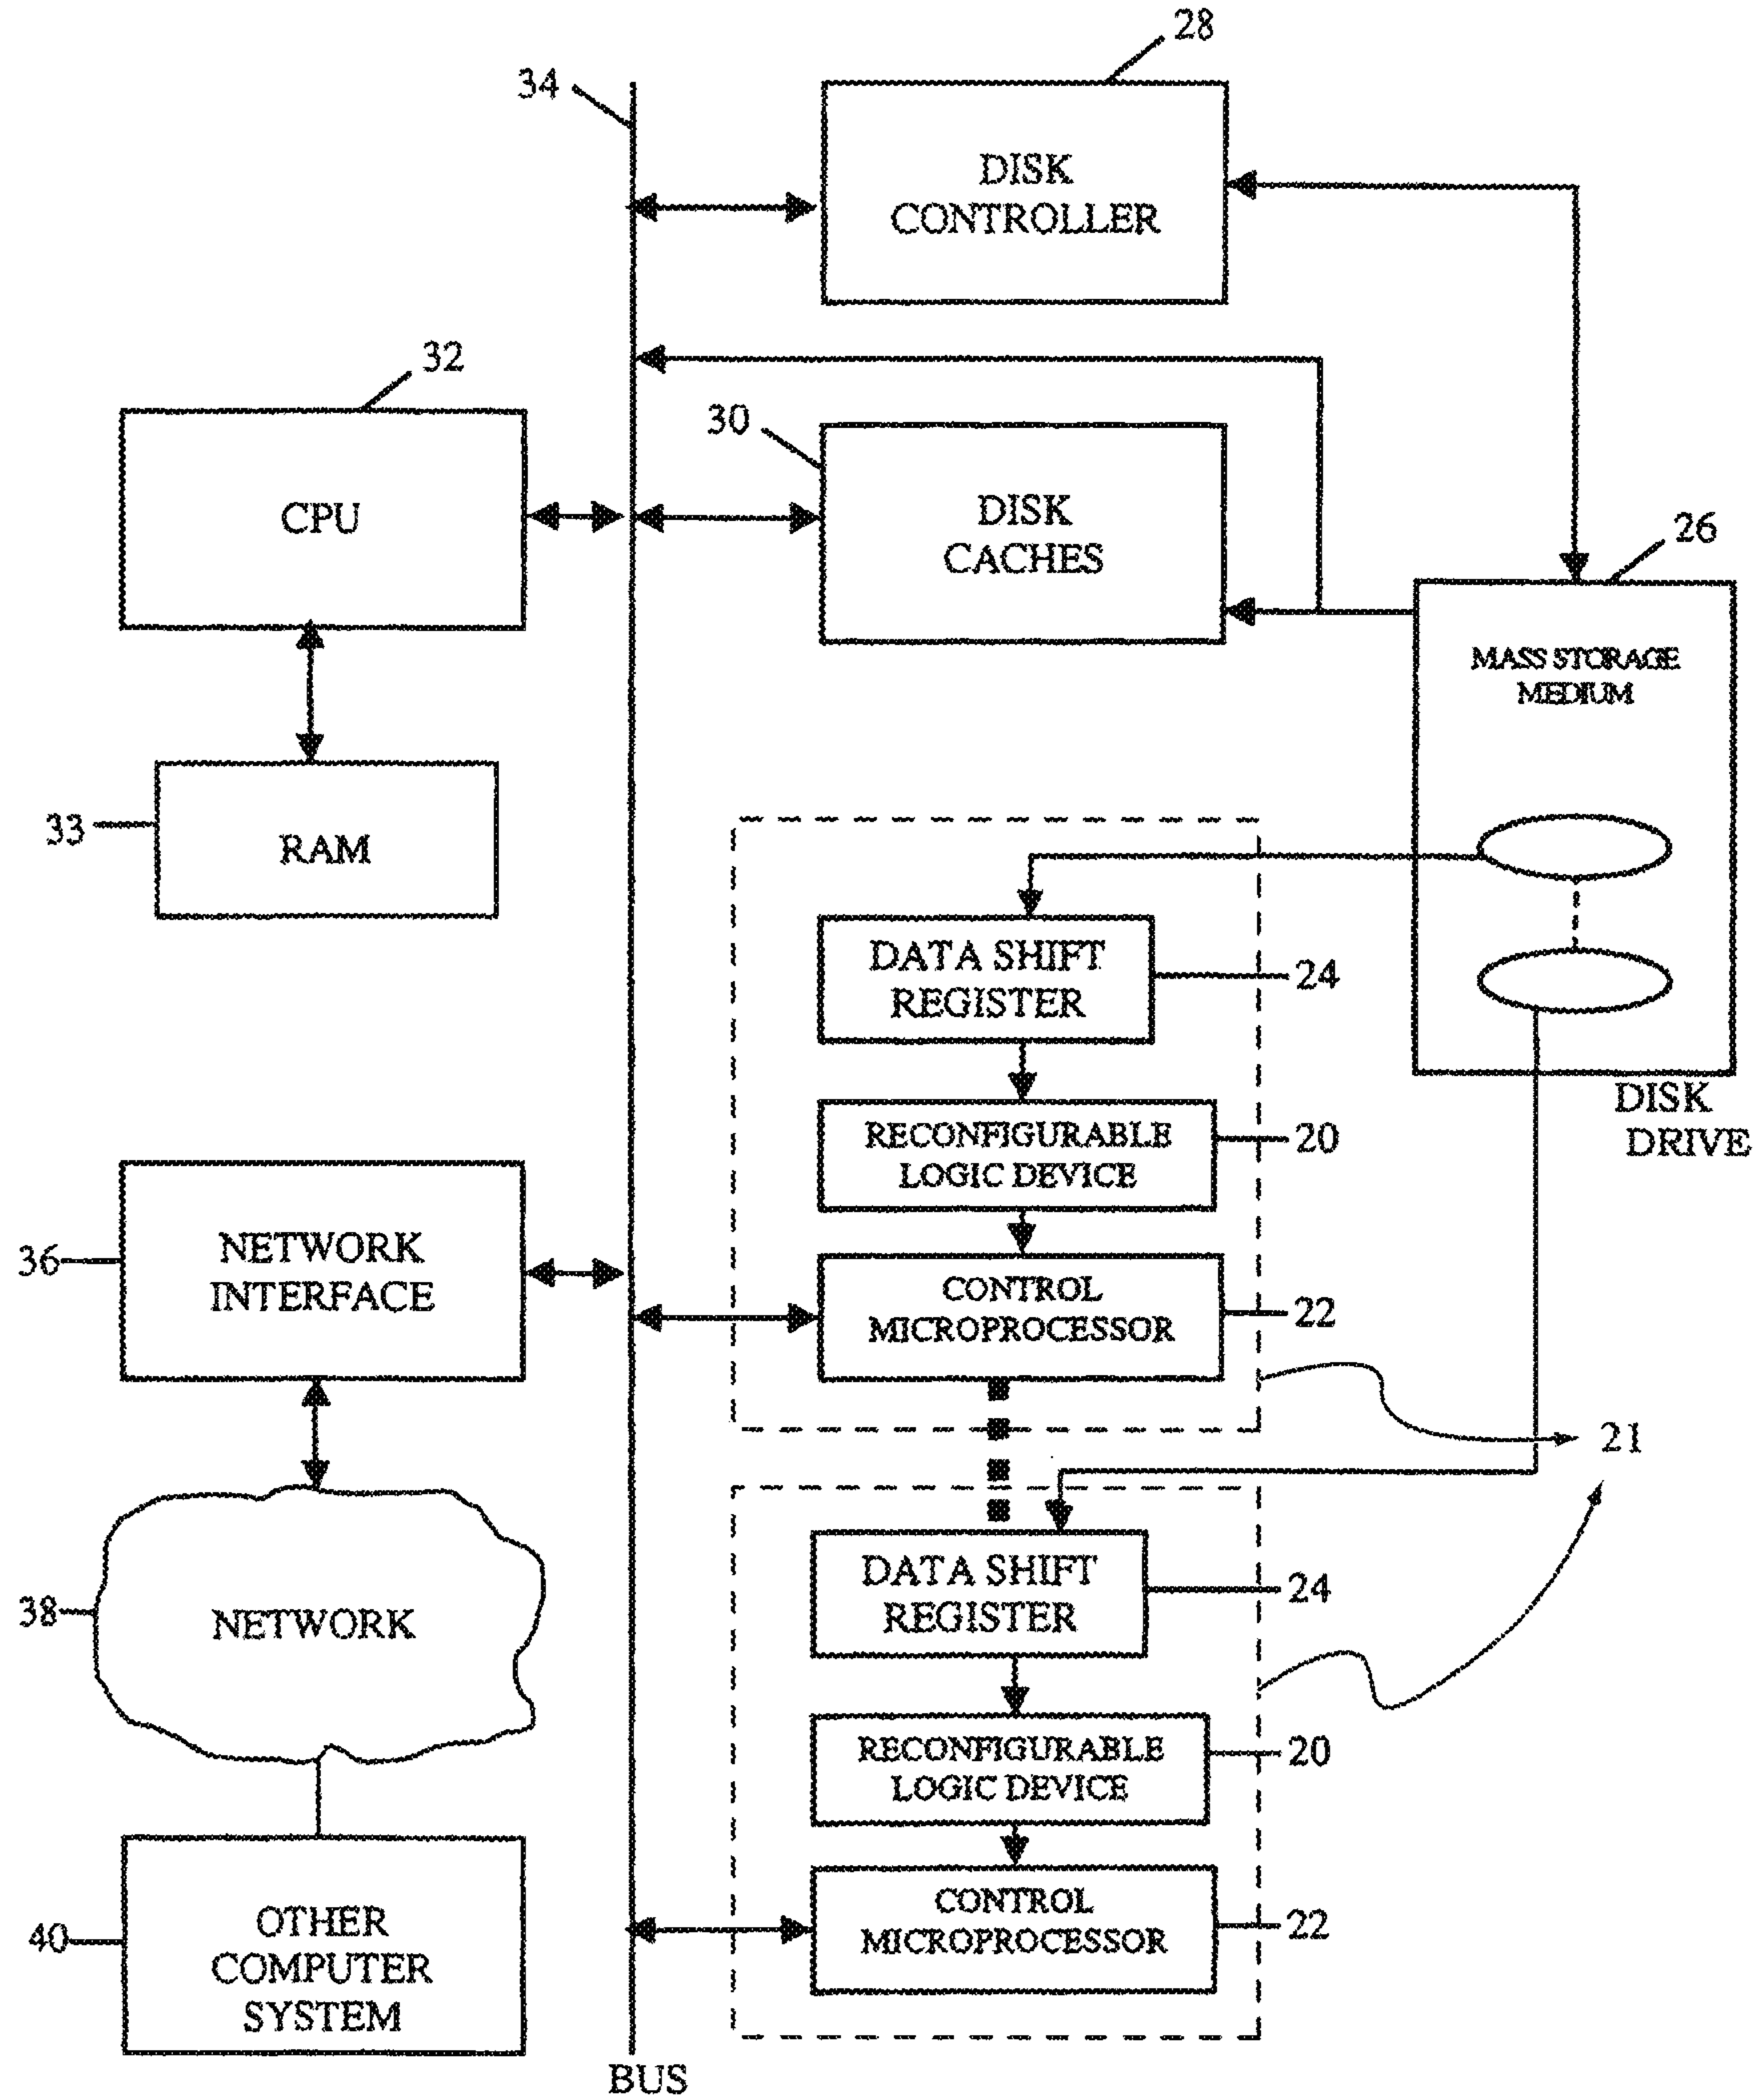 28
34
DISK
CONTROLLER
32
30
CPU
DISK
CACHES
26
MASS STORAGE
MEDIUM
33
RAM
DATA SHIFT
REGISTER
24
DISK
DRIVE
RECONFIGURABLE
LOGIC DEVICE
20
36
NETWORK
INTERFACE
CONTROL
MICROPROCESSOR
22
21
DATA SHIFT
REGISTER
24
38
NETWORK
RECONFIGURABLE
LOGIC DEVICE
20
40
OTHER
COMPUTER
SYSTEM
CONTROL
MICROPROCESSOR
22
BUS